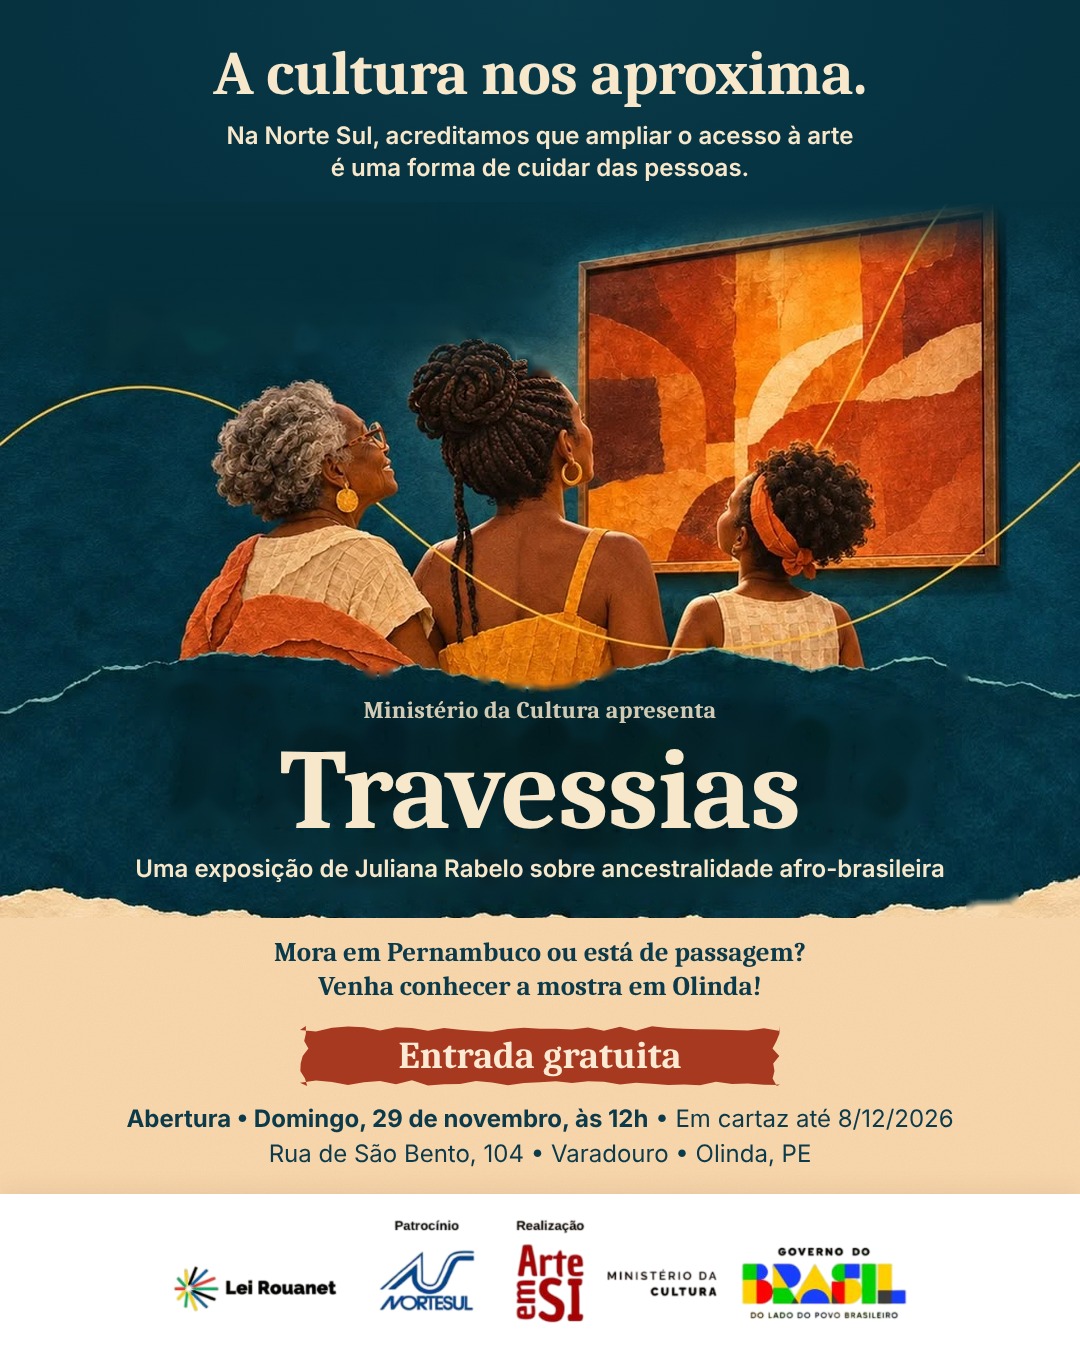 A cultura nos aproxima.
Na Norte Sul, acreditamos que ampliar o acesso à arte
é uma forma de cuidar das pessoas.
Ministério da Cultura apresenta
Travessias
Uma exposição de Juliana Rabelo sobre ancestralidade afro-brasileira
Mora em Pernambuco ou está de passagem?
Venha conhecer a mostra em Olinda!
Entrada gratuita
Abertura • Domingo, 29 de novembro, às 12h • Em cartaz até 8/12/2026
Rua de São Bento, 104 • Varadouro • Olinda, PE
Lei Rouanet
Patrocínio
NORTESUL
Realização
Arte
em SI
MINISTÉRIO DA
CULTURA
GOVERNO DO
BRASIL
DO LADO DO POVO BRASILEIRO